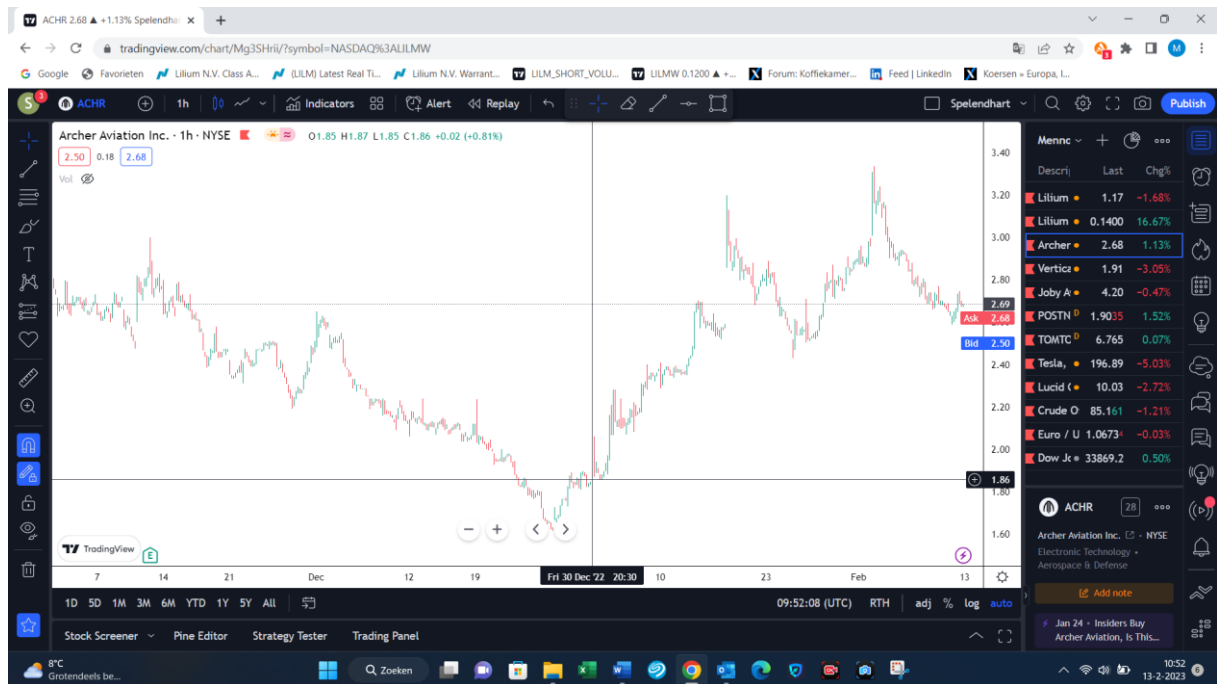 ACHR 2.68 ▲ +1.13% Spelendha
tradingview.com/chart/Mg3SHrii/?symbol=NASDAQ%3ALILMW
Google Favorieten Lilium N.V. Class A... (LILM) Latest Real Ti... Lilium N.V. Warrant... LILM_SHORT_VOLU... LILMW 0.1200 ▲ +... Forum: Koffiekamer... Feed | LinkedIn Koersen » Europa, I...
S 3 ACHR 1h Indicators Alert Replay Spelendhart Publish
Archer Aviation Inc. · 1h · NYSE O1.85 H1.87 L1.85 C1.86 +0.02 (+0.81%)
2.50 0.18 2.68
Vol
3.40
3.20
3.00
2.80
2.69
Ask 2.68
Bid 2.50
2.40
2.20
2.00
1.86
1.80
1.60
TradingView
E
7 14 21 Dec 12 19 Fri 30 Dec '22 20:30 10 23 Feb 13
1D 5D 1M 3M 6M YTD 1Y 5Y All 09:52:08 (UTC) RTH adj % log auto
Stock Screener Pine Editor Strategy Tester Trading Panel
Mennc
Descri Last Chg%
Lilium 1.17 −1.68%
Lilium 0.1400 16.67%
Archer 2.68 1.13%
Vertica 1.91 −3.05%
Joby A 4.20 −0.47%
POSTN D 1.9035 1.52%
TOMTC D 6.765 0.07%
Tesla, 196.89 −5.03%
Lucid ( 10.03 −2.72%
Crude O 85.161 −1.21%
Euro / U 1.0673⁴ −0.03%
Dow Jc 33869.2 0.50%
ACHR 28
Archer Aviation Inc. · NYSE
Electronic Technology •
Aerospace & Defense
Add note
Jan 24 • Insiders Buy
Archer Aviation, Is This...
8°C
Grotendeels be...
Zoeken
10:52
13-2-2023
6